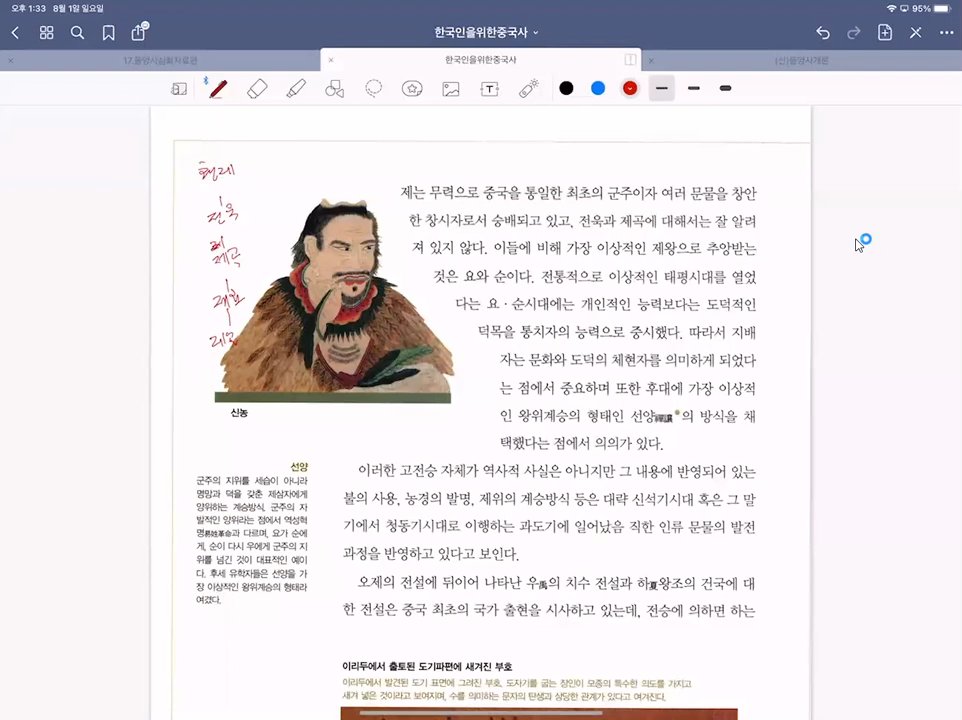 오후 1:33 8월 1일 일요일
95%
한국인을위한중국사
17.동양사심화자료편
한국인을위한중국사
(신)동양사개론
황제
전욱
제곡
제요
제순
제는 무력으로 중국을 통일한 최초의 군주이자 여러 문물을 창안
한 창시자로서 숭배되고 있고, 전욱과 제곡에 대해서는 잘 알려
져 있지 않다. 이들에 비해 가장 이상적인 제왕으로 추앙받는
것은 요와 순이다. 전통적으로 이상적인 태평시대를 열었
다는 요 · 순시대에는 개인적인 능력보다는 도덕적인
덕목을 통치자의 능력으로 중시했다. 따라서 지배
자는 문화와 도덕의 체현자를 의미하게 되었다
는 점에서 중요하며 또한 후대에 가장 이상적
인 왕위계승의 형태인 선양禪讓의 방식을 채
택했다는 점에서 의의가 있다.
신농
선양
군주의 지위를 세습이 아니라
명망과 덕을 갖춘 제삼자에게
양위하는 계승방식. 군주의 자
발적인 양위라는 점에서 역성혁
명易姓革命과 다르며, 요가 순에
게, 순이 다시 우에게 군주의 지
위를 넘긴 것이 대표적인 예이
다. 후세 유학자들은 선양을 가
장 이상적인 왕위계승의 형태라
여겼다.
이러한 고전승 자체가 역사적 사실은 아니지만 그 내용에 반영되어 있는
불의 사용, 농경의 발명, 제위의 계승방식 등은 대략 신석기시대 혹은 그 말
기에서 청동기시대로 이행하는 과도기에 일어났음 직한 인류 문물의 발전
과정을 반영하고 있다고 보인다.
오제의 전설에 뒤이어 나타난 우禹의 치수 전설과 하夏왕조의 건국에 대
한 전설은 중국 최초의 국가 출현을 시사하고 있는데, 전승에 의하면 하는
이리두에서 출토된 도기파편에 새겨진 부호
이리두에서 발견된 도기 표면에 그려진 부호. 도자기를 굽는 장인이 모종의 특수한 의도를 가지고
새겨 넣은 것이라고 보여지며, 수를 의미하는 문자의 탄생과 상당한 관계가 있다고 여겨진다.